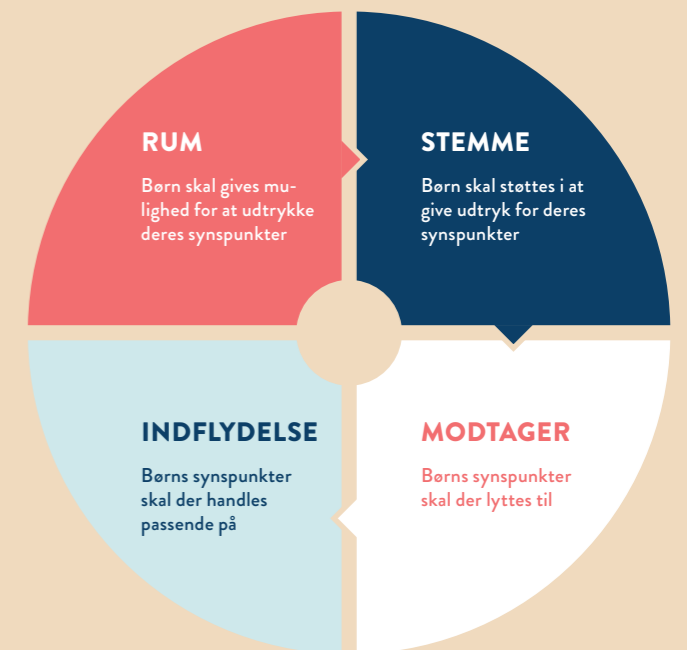 RUM
Børn skal gives mu-
lighed for at udtrykke
deres synspunkter
STEMME
Børn skal støttes i at
give udtryk for deres
synspunkter
INDFLYDELSE
Børns synspunkter
skal der handles
passende på
MODTAGER
Børns synspunkter
skal der lyttes til